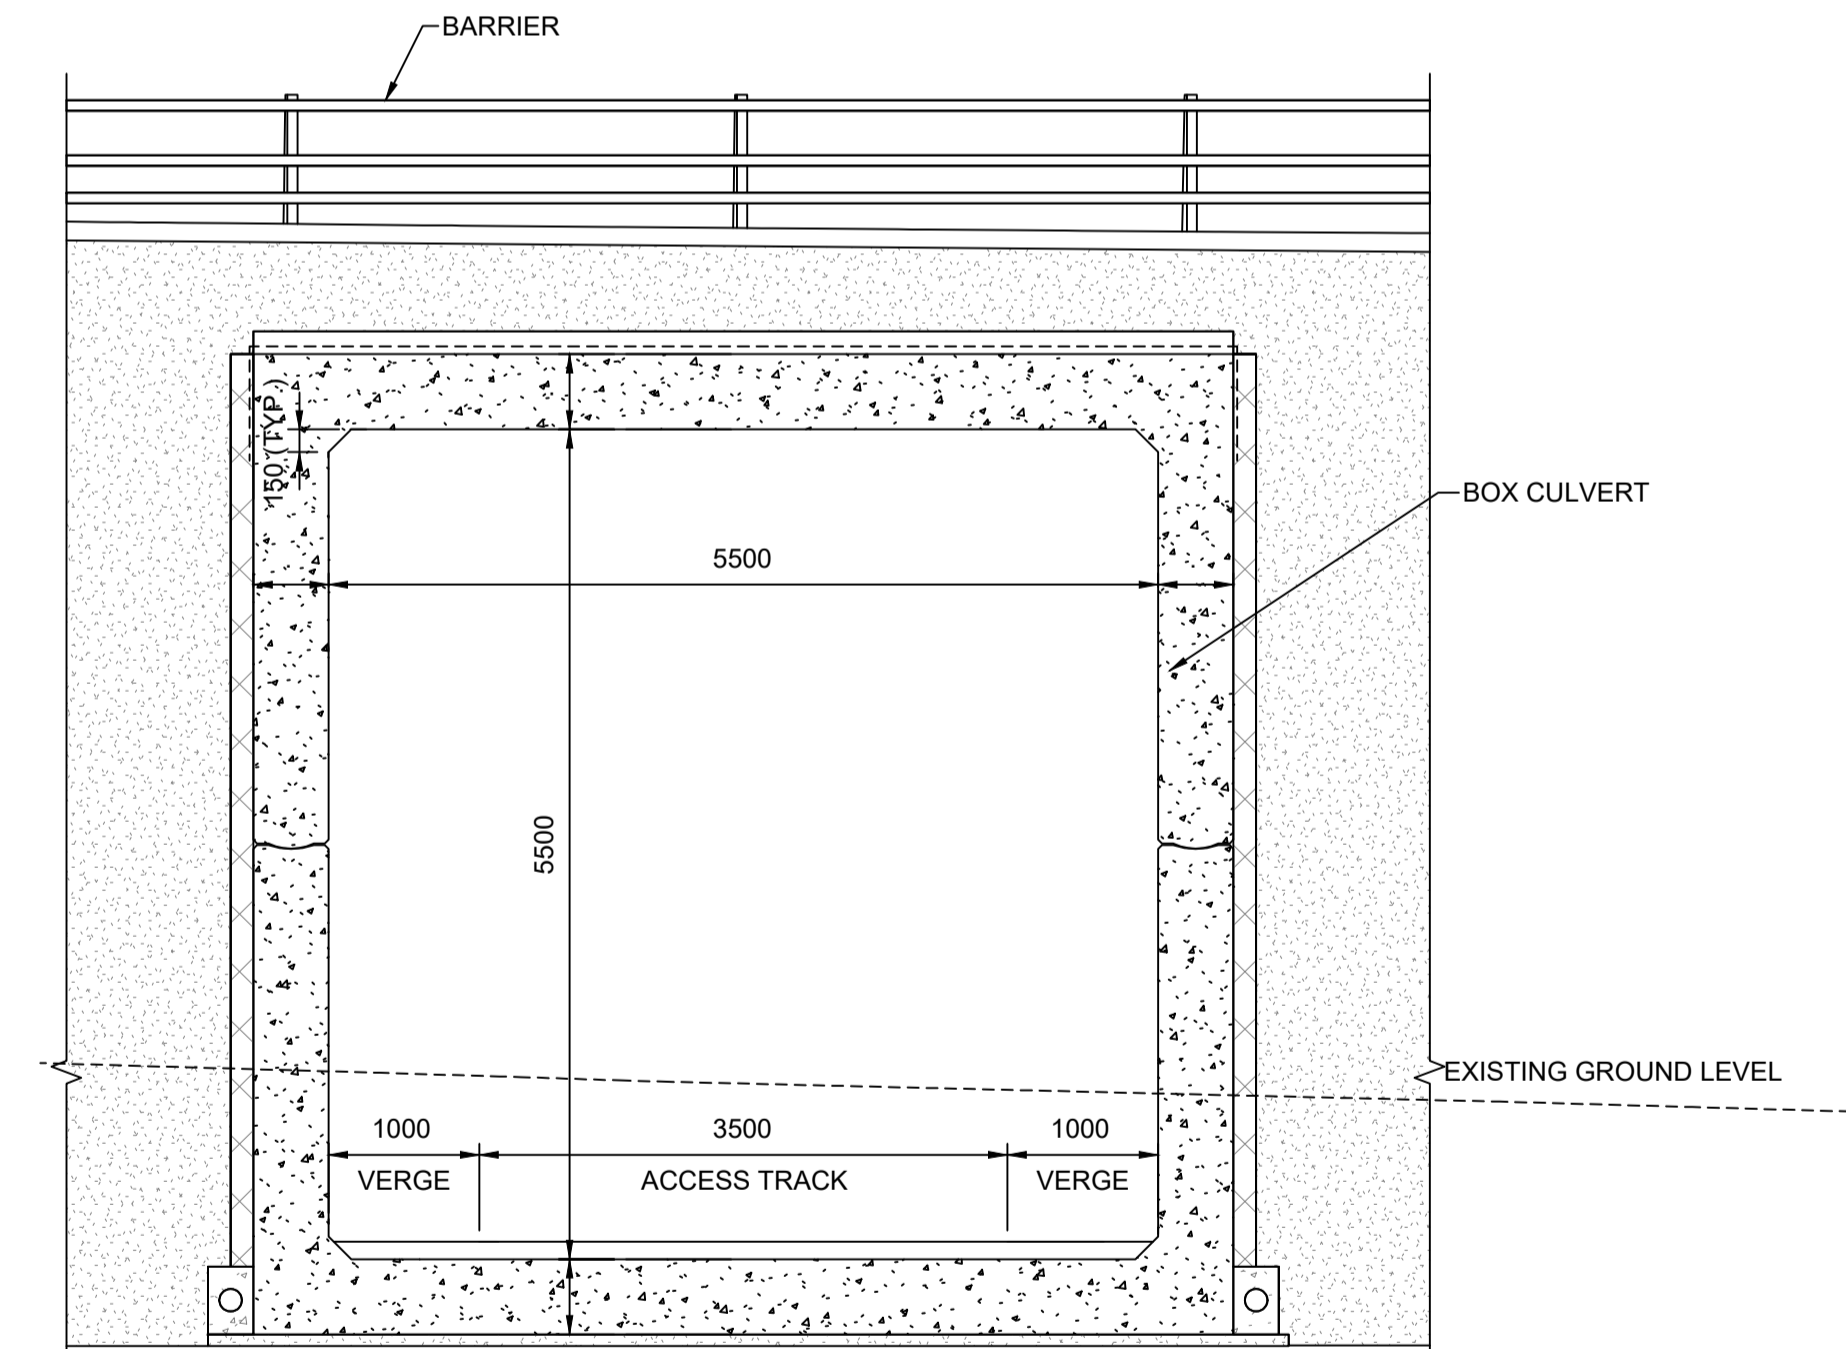 BARRIER
150 (TYP.)
BOX CULVERT
5500
5500
EXISTING GROUND LEVEL
1000
3500
1000
VERGE
ACCESS TRACK
VERGE